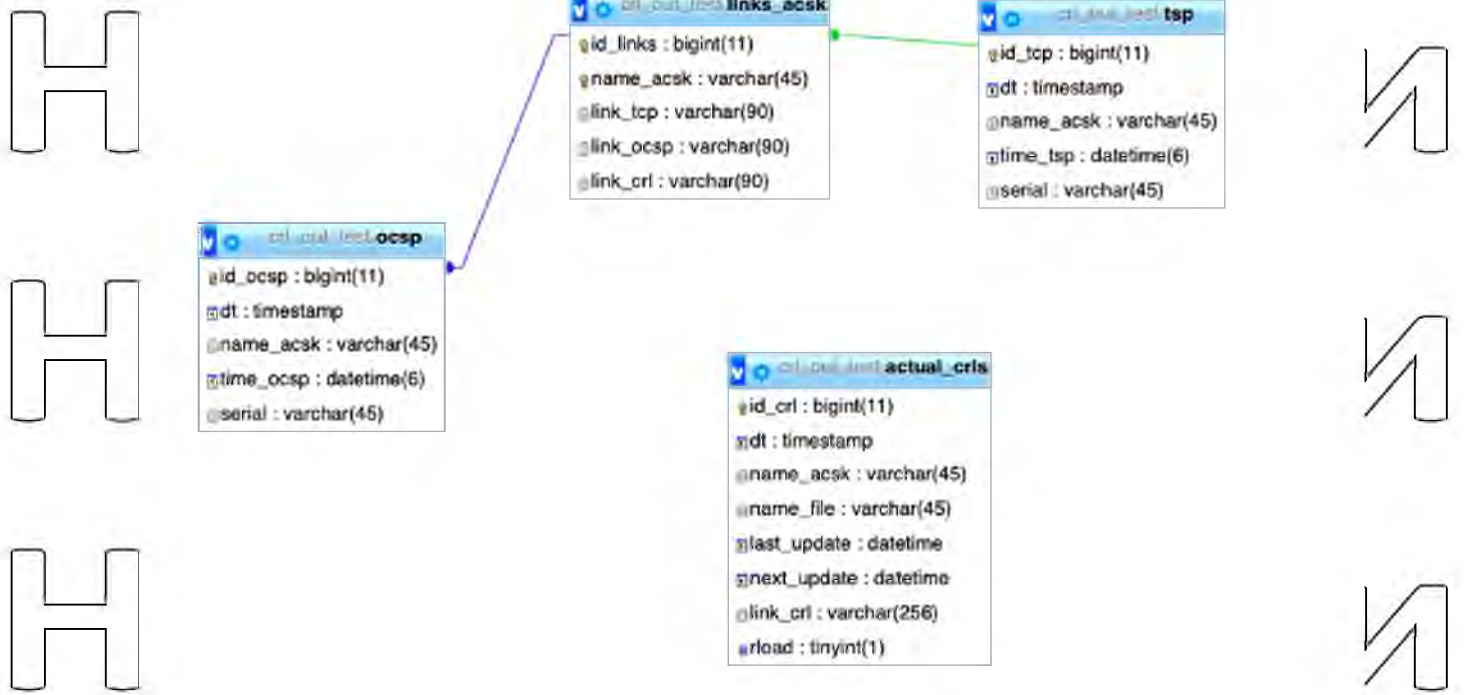 H
links_acsk
id_links : bigint(11)
name_acsk : varchar(45)
link_tcp : varchar(90)
link_ocsp : varchar(90)
link_crl : varchar(90)
tsp
id_tcp : bigint(11)
dt : timestamp
name_acsk : varchar(45)
time_tsp : datetime(6)
serial : varchar(45)
И
ocsp
id_ocsp : bigint(11)
dt : timestamp
name_acsk : varchar(45)
time_ocsp : datetime(6)
serial : varchar(45)
H
И
actual_crls
id_crl : bigint(11)
dt : timestamp
name_acsk : varchar(45)
name_file : varchar(45)
last_update : datetime
next_update : datetime
link_crl : varchar(256)
rload : tinyint(1)
H
И